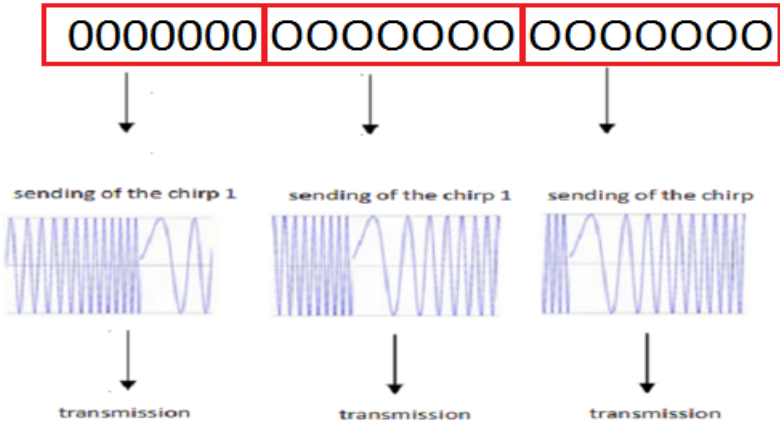 0000000 OOOOOOO OOOOOOO
sending of the chirp 1 sending of the chirp 1 sending of the chirp
transmission transmission transmission